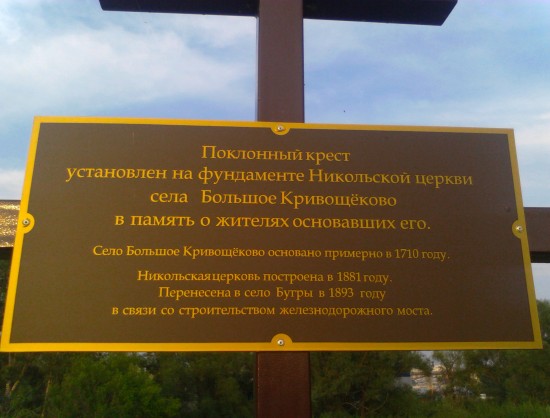 Поклонный крест
установлен на фундаменте Никольской церкви
села Большое Кривощёково
в память о жителях основавших его.
Село Большое Кривощёково основано примерно в 1710 году.
Никольская церковь построена в 1881 году.
Перенесена в село Бугры в 1893 году
в связи со строительством железнодорожного моста.